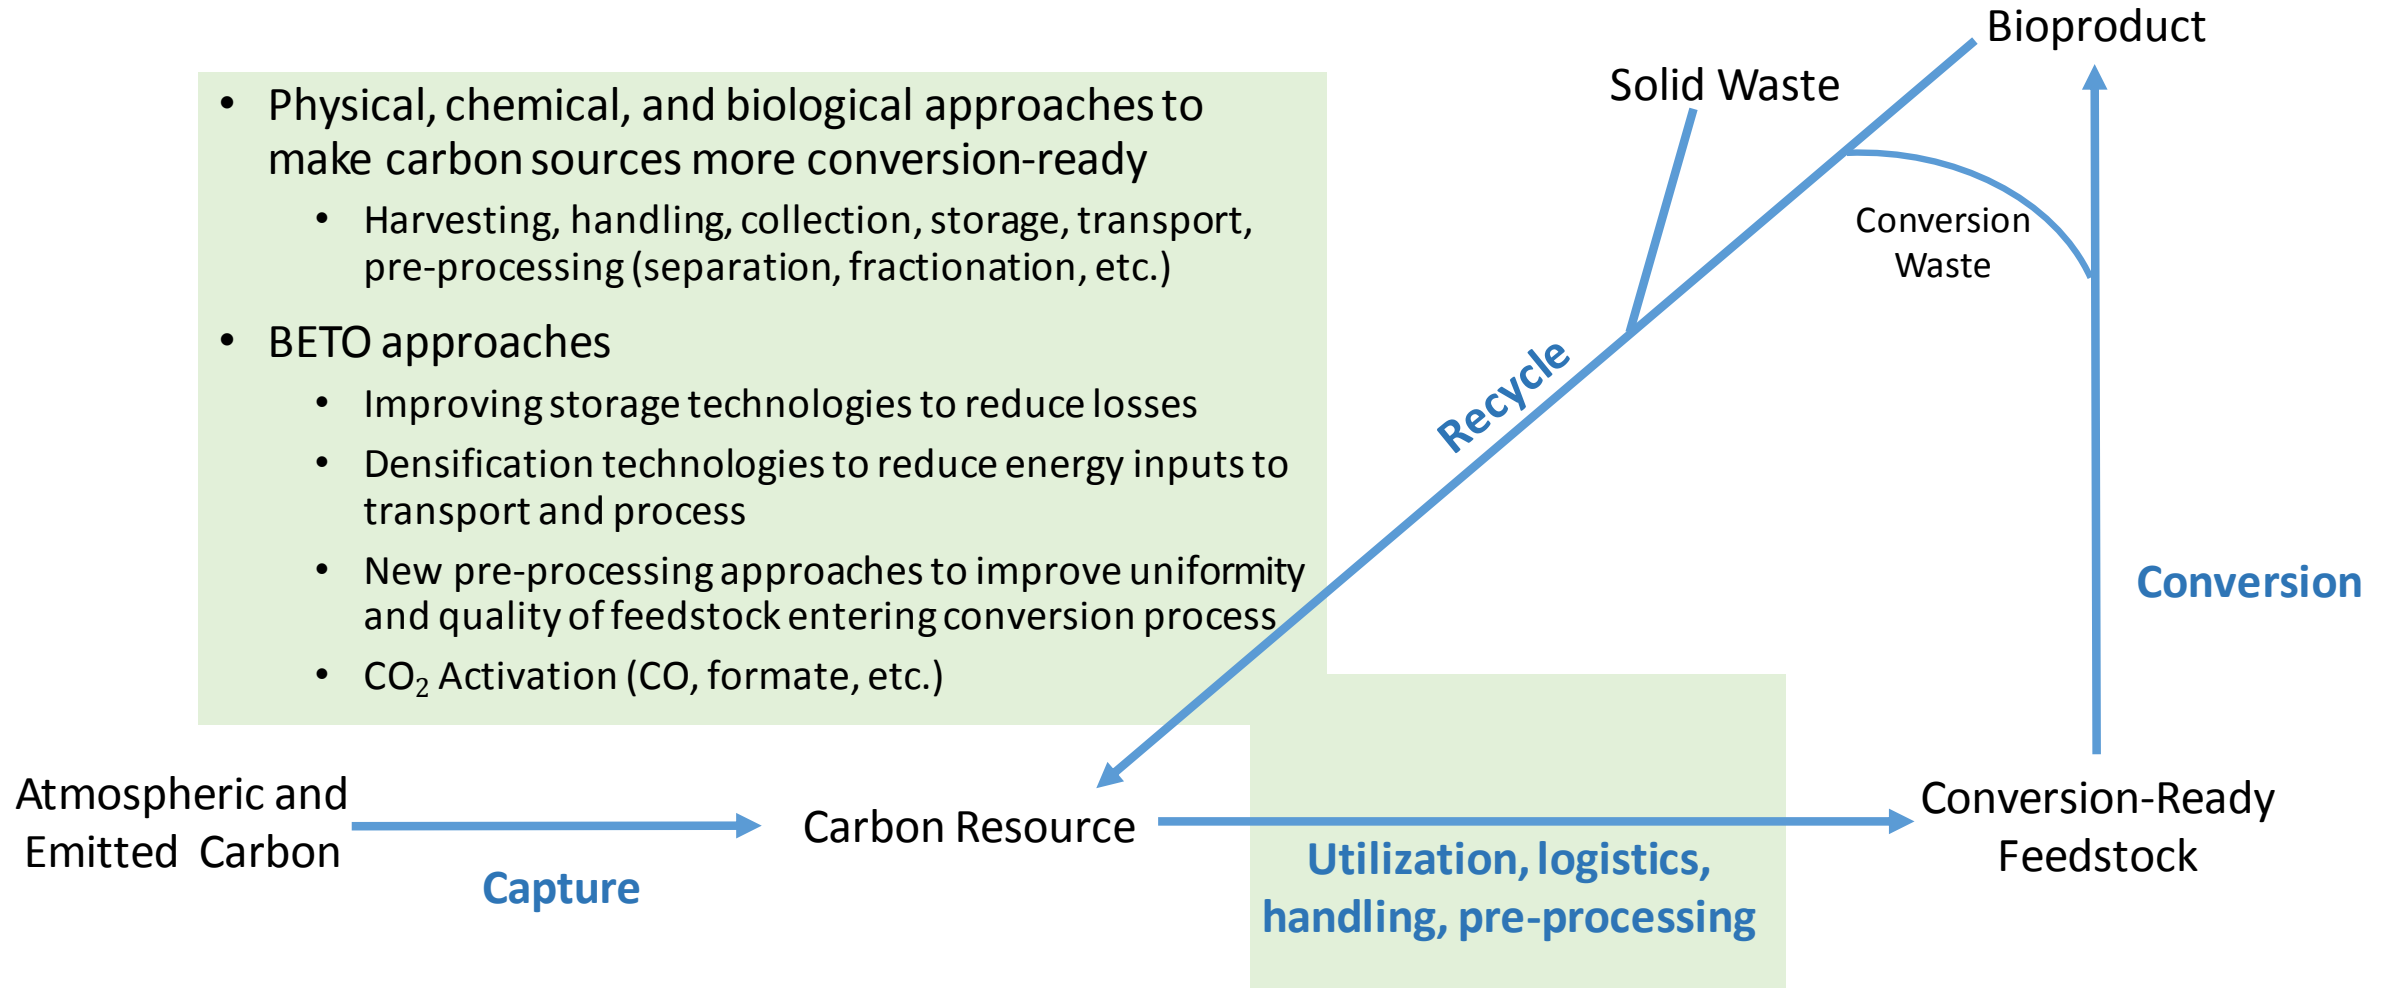 Bioproduct
Solid Waste
• Physical, chemical, and biological approaches to
make carbon sources more conversion-ready
• Harvesting, handling, collection, storage, transport,
pre-processing (separation, fractionation, etc.)
• BETO approaches
• Improving storage technologies to reduce losses
• Densification technologies to reduce energy inputs to
transport and process
• New pre-processing approaches to improve uniformity
and quality of feedstock entering conversion process
• CO₂ Activation (CO, formate, etc.)
Conversion
Waste
Recycle
Conversion
Atmospheric and
Emitted Carbon
Capture
Carbon Resource
Utilization, logistics,
handling, pre-processing
Conversion-Ready
Feedstock